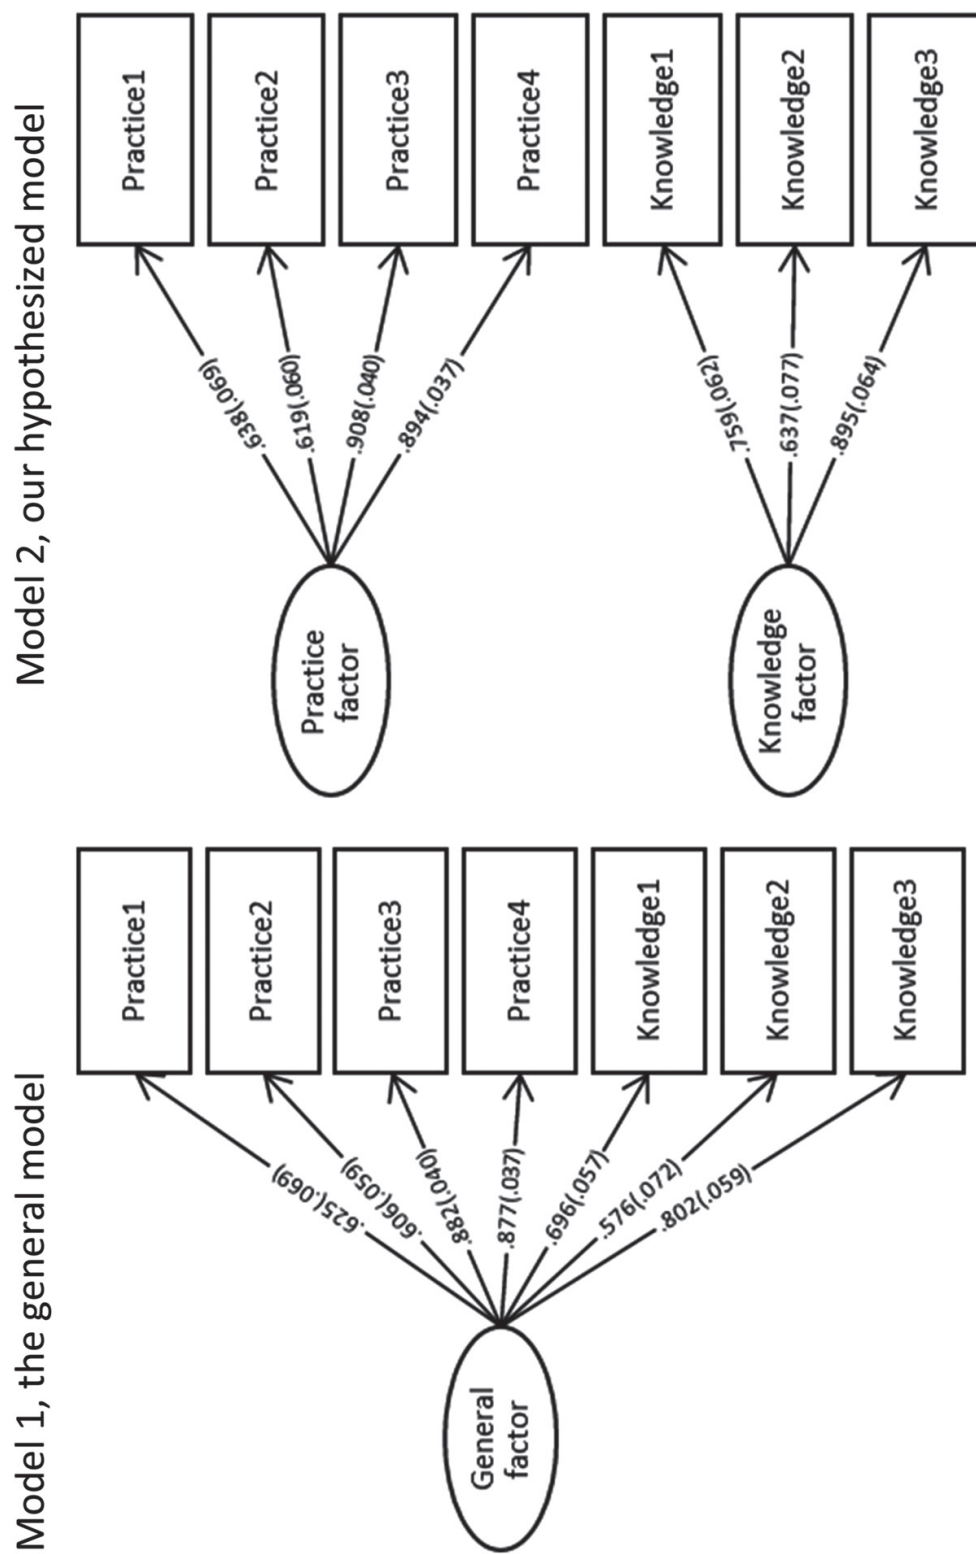 Model 1, the general model
General
factor
.625(.069)
.606(.059)
.882(.040)
.877(.037)
.696(.057)
.576(.072)
.802(.059)
Practice1
Practice2
Practice3
Practice4
Knowledge1
Knowledge2
Knowledge3
Model 2, our hypothesized model
Practice
factor
.638(.069)
.619(.060)
.908(.040)
.894(.037)
Practice1
Practice2
Practice3
Practice4
Knowledge
factor
.759(.062)
.637(.077)
.895(.064)
Knowledge1
Knowledge2
Knowledge3